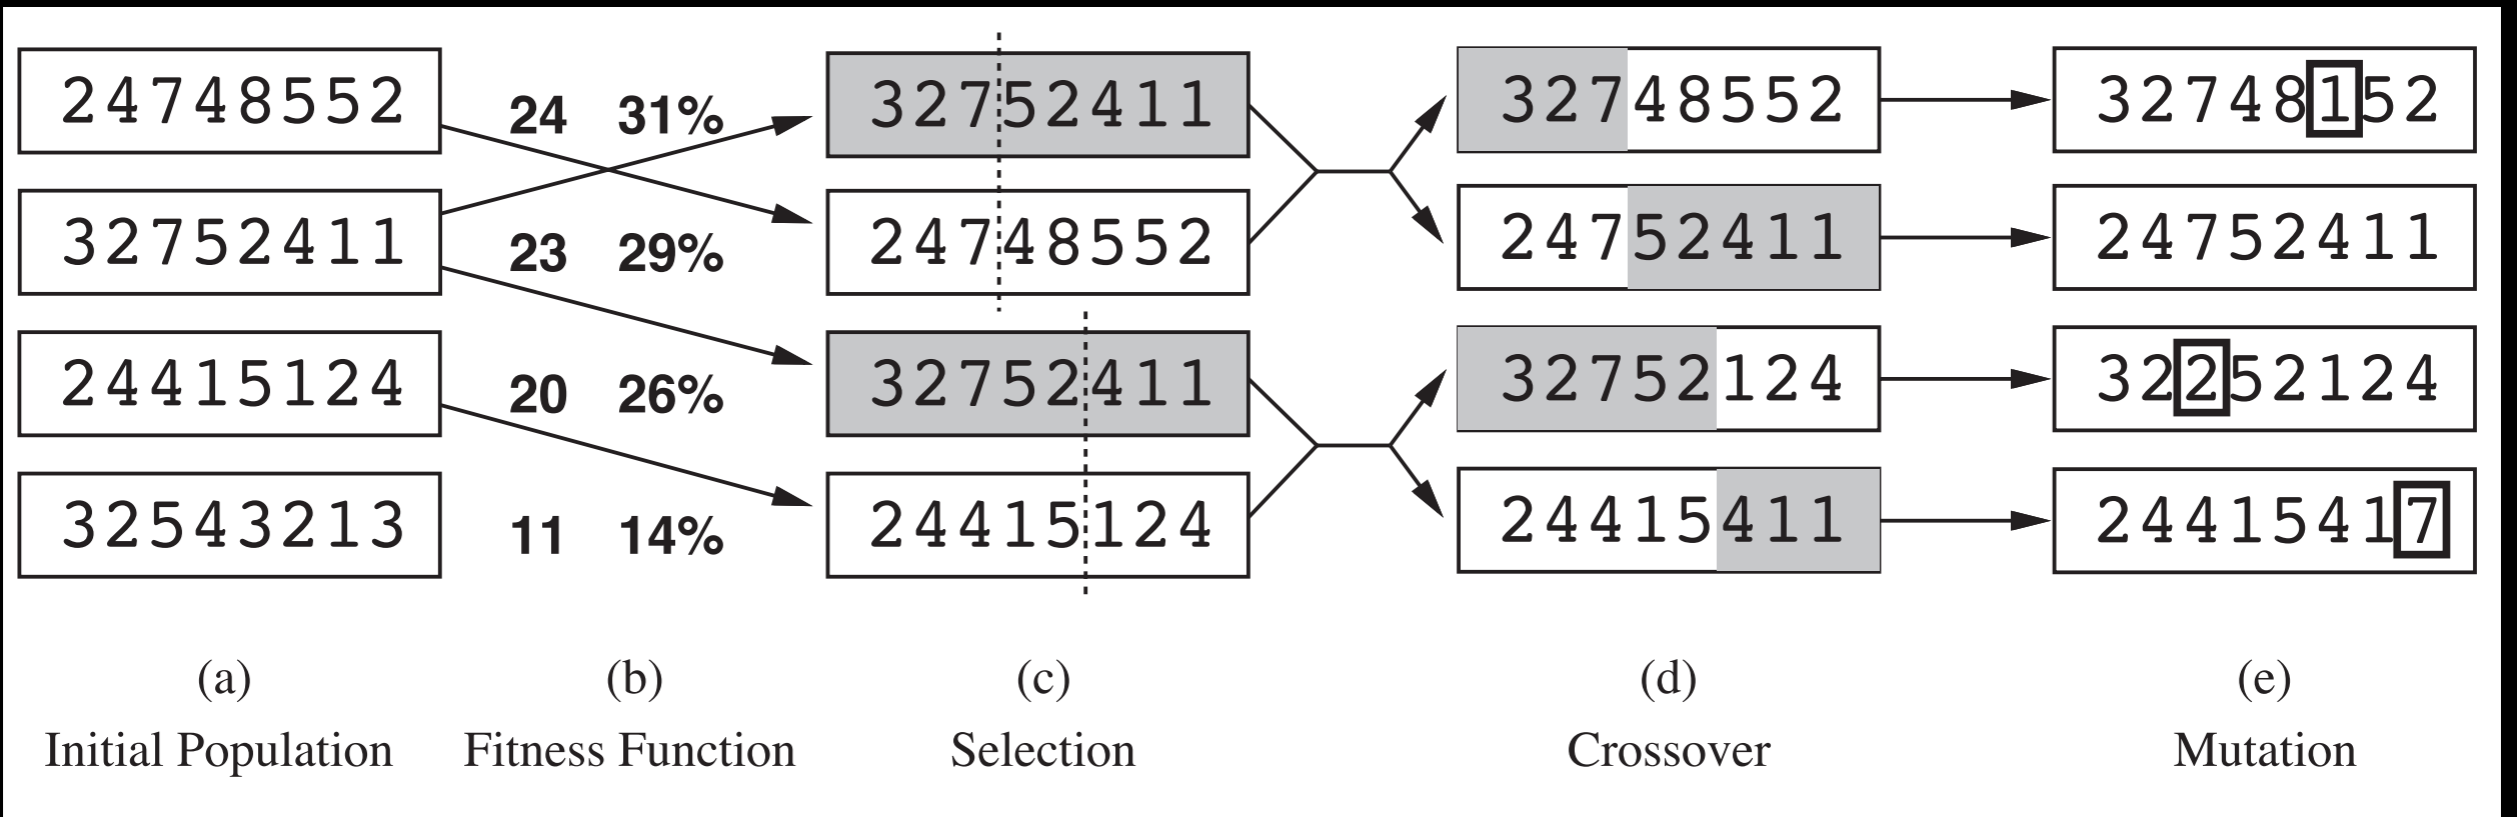 24748552 24 31% 32752411 32748552 32748152
32752411 23 29% 24748552 24752411 24752411
24415124 20 26% 32752411 32752124 32252124
32543213 11 14% 24415124 24415411 24415417
(a) (b) (c) (d) (e)
Initial Population Fitness Function Selection Crossover Mutation